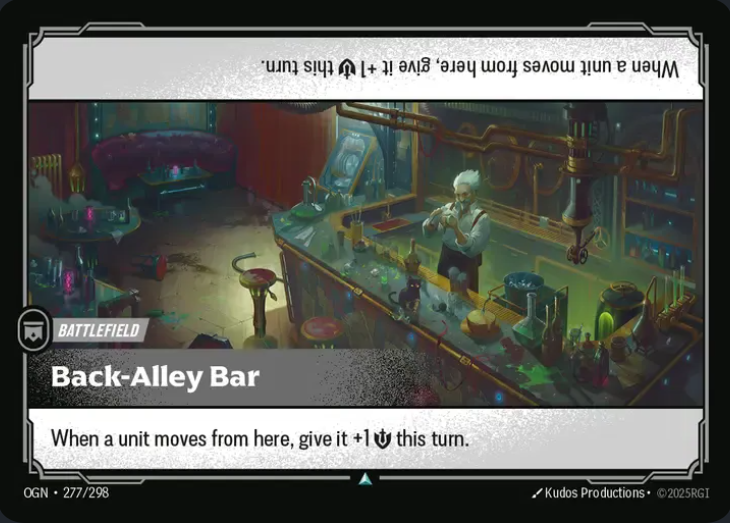 When a unit moves from here, give it +1 this turn.
BATTLEFIELD
Back-Alley Bar
When a unit moves from here, give it +1 this turn.
OGN • 277/298
Kudos Productions • ©2025RGI